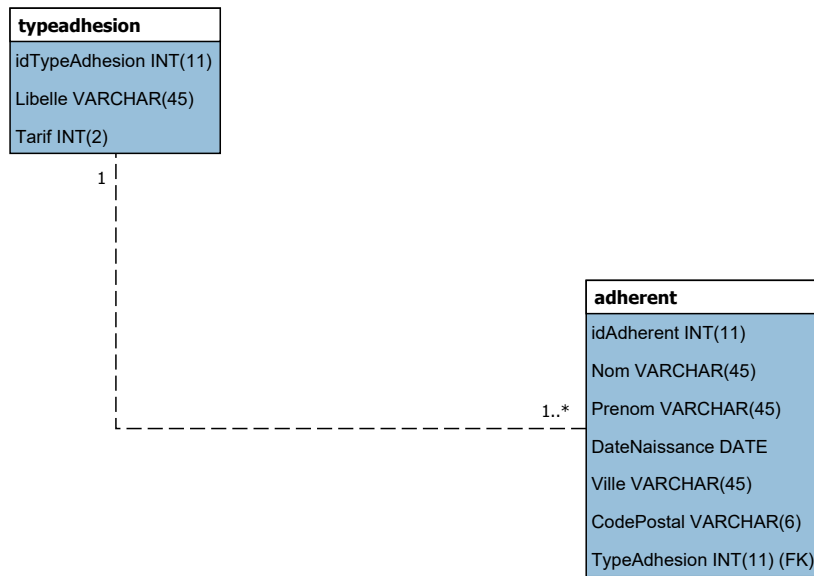 typeadhesion
idTypeAdhesion INT(11)
Libelle VARCHAR(45)
Tarif INT(2)
1
1..*
adherent
idAdherent INT(11)
Nom VARCHAR(45)
Prenom VARCHAR(45)
DateNaissance DATE
Ville VARCHAR(45)
CodePostal VARCHAR(6)
TypeAdhesion INT(11) (FK)